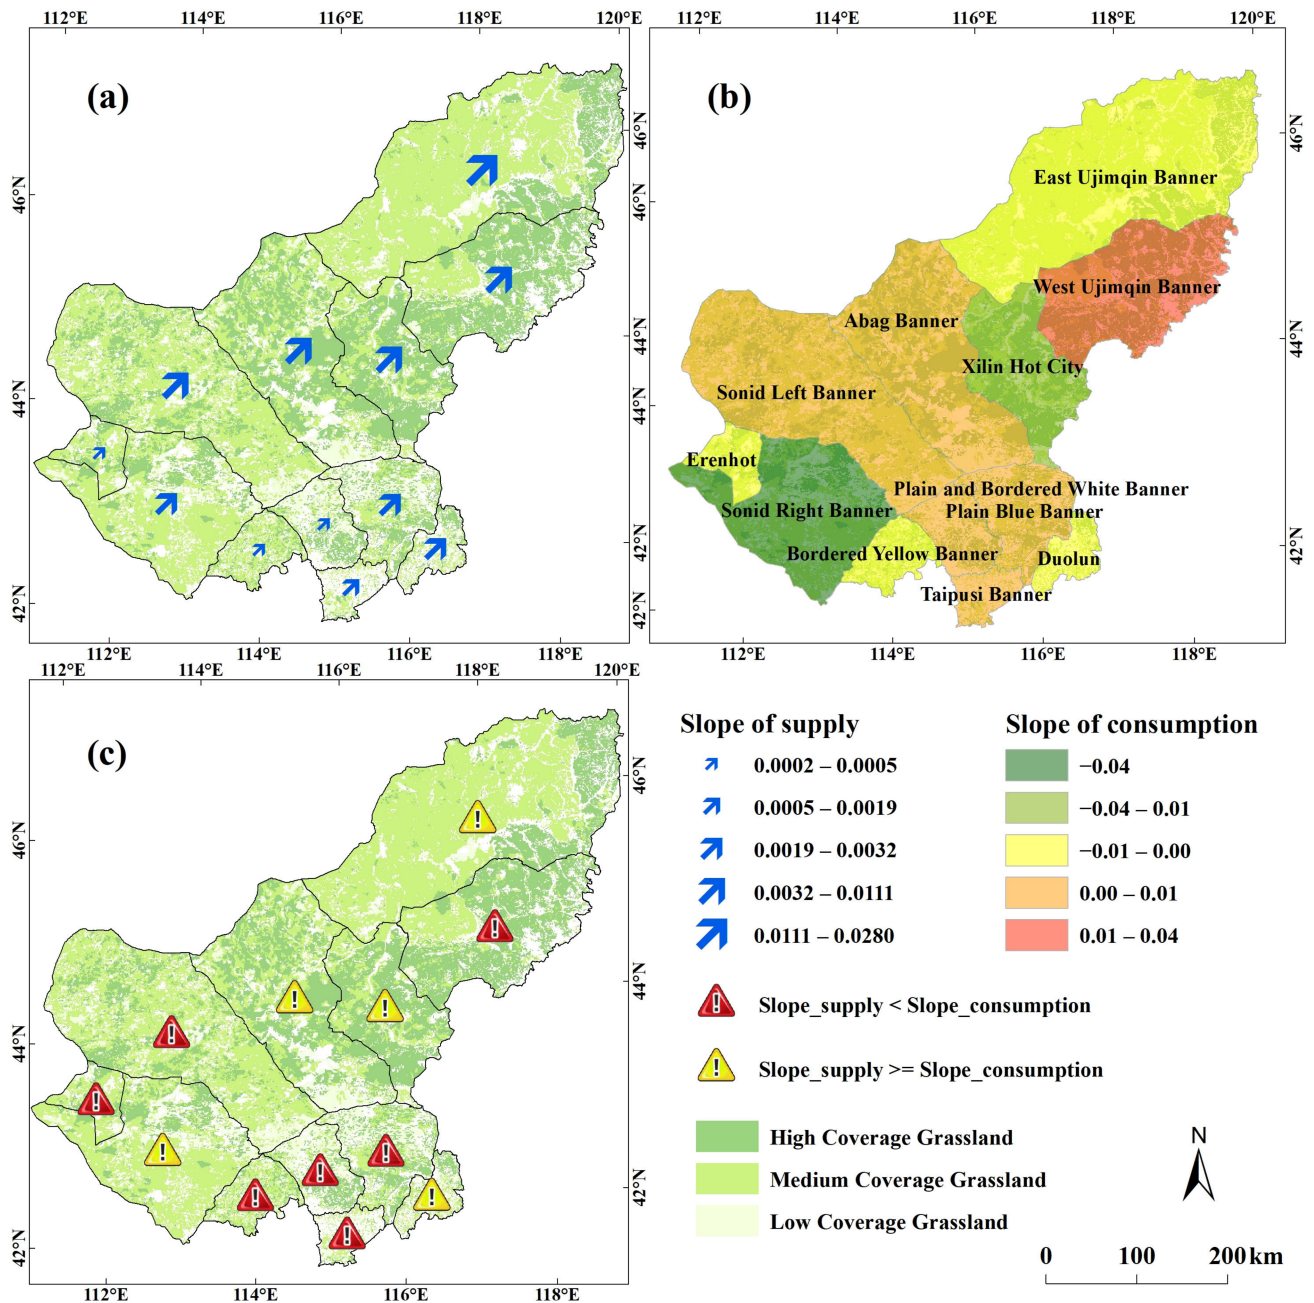 112°E 114°E 116°E 118°E 120°E
112°E 114°E 116°E 118°E 120°E
(a)
46°N
44°N
42°N
46°N
44°N
42°N
112°E 114°E 116°E 118°E
(b)
East Ujimqin Banner
West Ujimqin Banner
Abag Banner
Xilin Hot City
Sonid Left Banner
Erenhot
Plain and Bordered White Banner
Sonid Right Banner
Plain Blue Banner
Bordered Yellow Banner
Duolun
Taipusi Banner
46°N
44°N
42°N
46°N
44°N
42°N
112°E 114°E 116°E 118°E
112°E 114°E 116°E 118°E 120°E
(c)
46°N
44°N
42°N
46°N
44°N
42°N
112°E 114°E 116°E 118°E
Slope of supply
0.0002 – 0.0005
0.0005 – 0.0019
0.0019 – 0.0032
0.0032 – 0.0111
0.0111 – 0.0280
Slope of consumption
−0.04
−0.04 – 0.01
−0.01 – 0.00
0.00 – 0.01
0.01 – 0.04
Slope_supply < Slope_consumption
Slope_supply >= Slope_consumption
High Coverage Grassland
Medium Coverage Grassland
Low Coverage Grassland
N
0 100 200 km